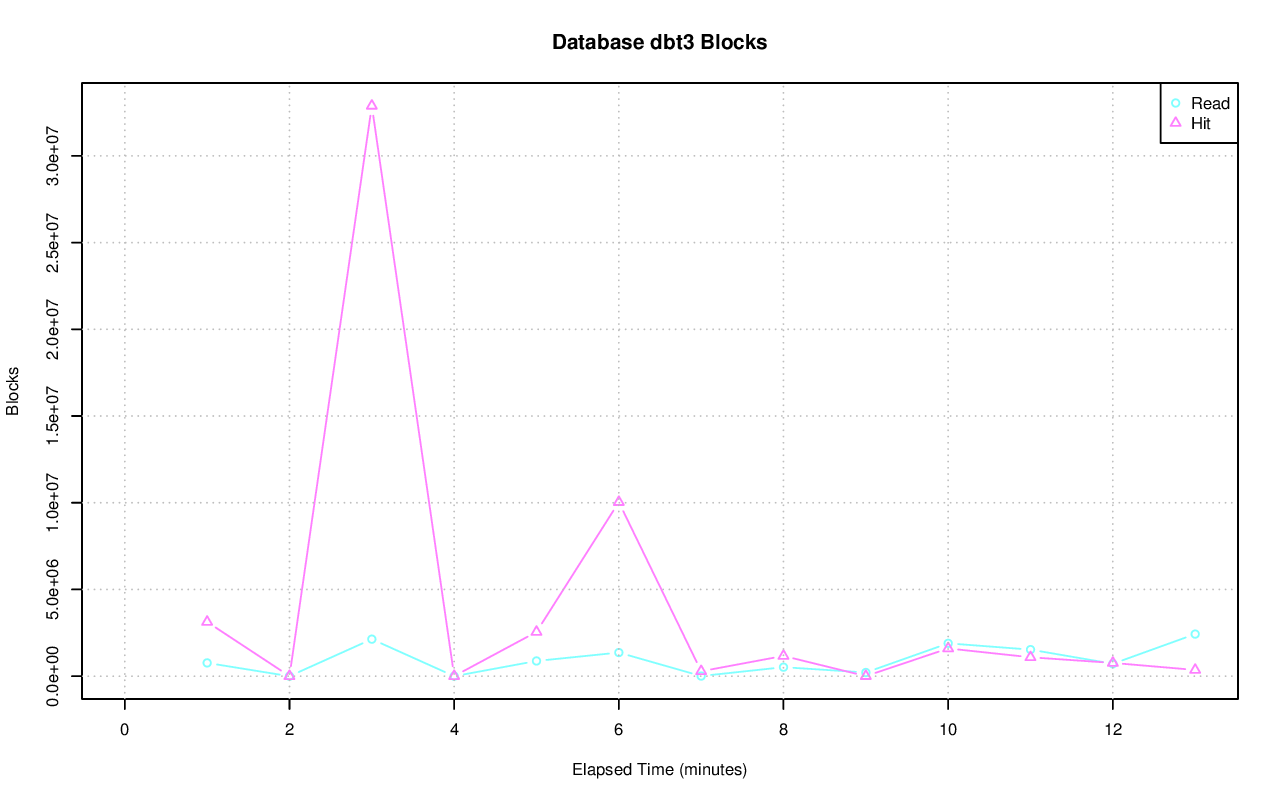 Database dbt3 Blocks
Read
Hit
Blocks
3.0e+07
2.5e+07
2.0e+07
1.5e+07
1.0e+07
5.0e+06
0.0e+00
0 2 4 6 8 10 12
Elapsed Time (minutes)